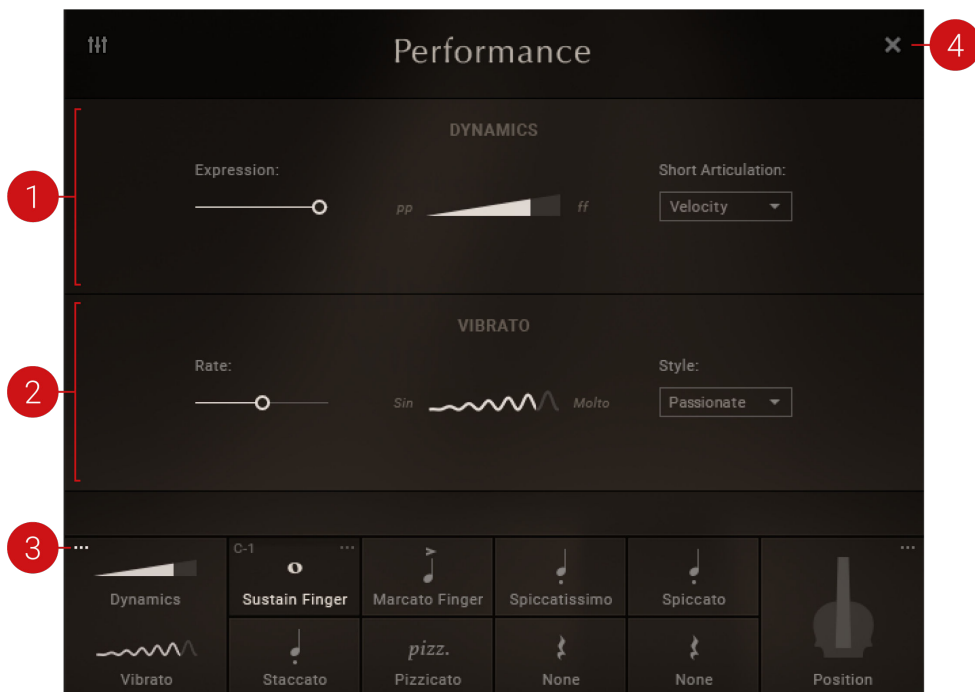 Performance
4
DYNAMICS
Expression:
Short Articulation:
1
pp
ff
Velocity
VIBRATO
Rate:
Style:
2
Sin
Molto
Passionate
3
C-1
Dynamics
Sustain Finger
Marcato Finger
Spiccatissimo
Spiccato
pizz.
Vibrato
Staccato
Pizzicato
None
None
Position